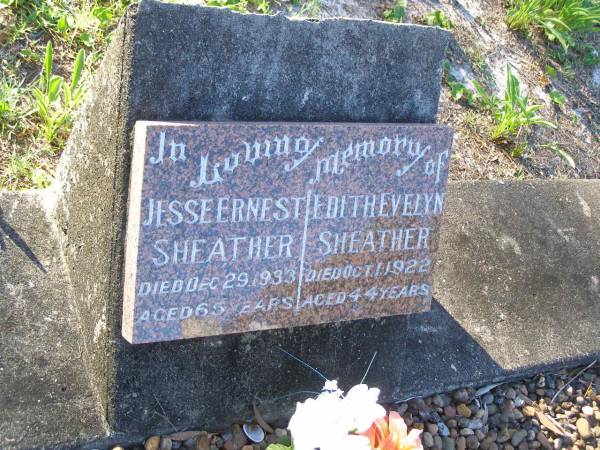 In Loving Memory of
JESSE ERNEST
SHEATHER
DIED DEC 29.1933
AGED 65 YEARS
EDITH EVELYN
SHEATHER
DIED OCT 1.1922
AGED 44 YEARS